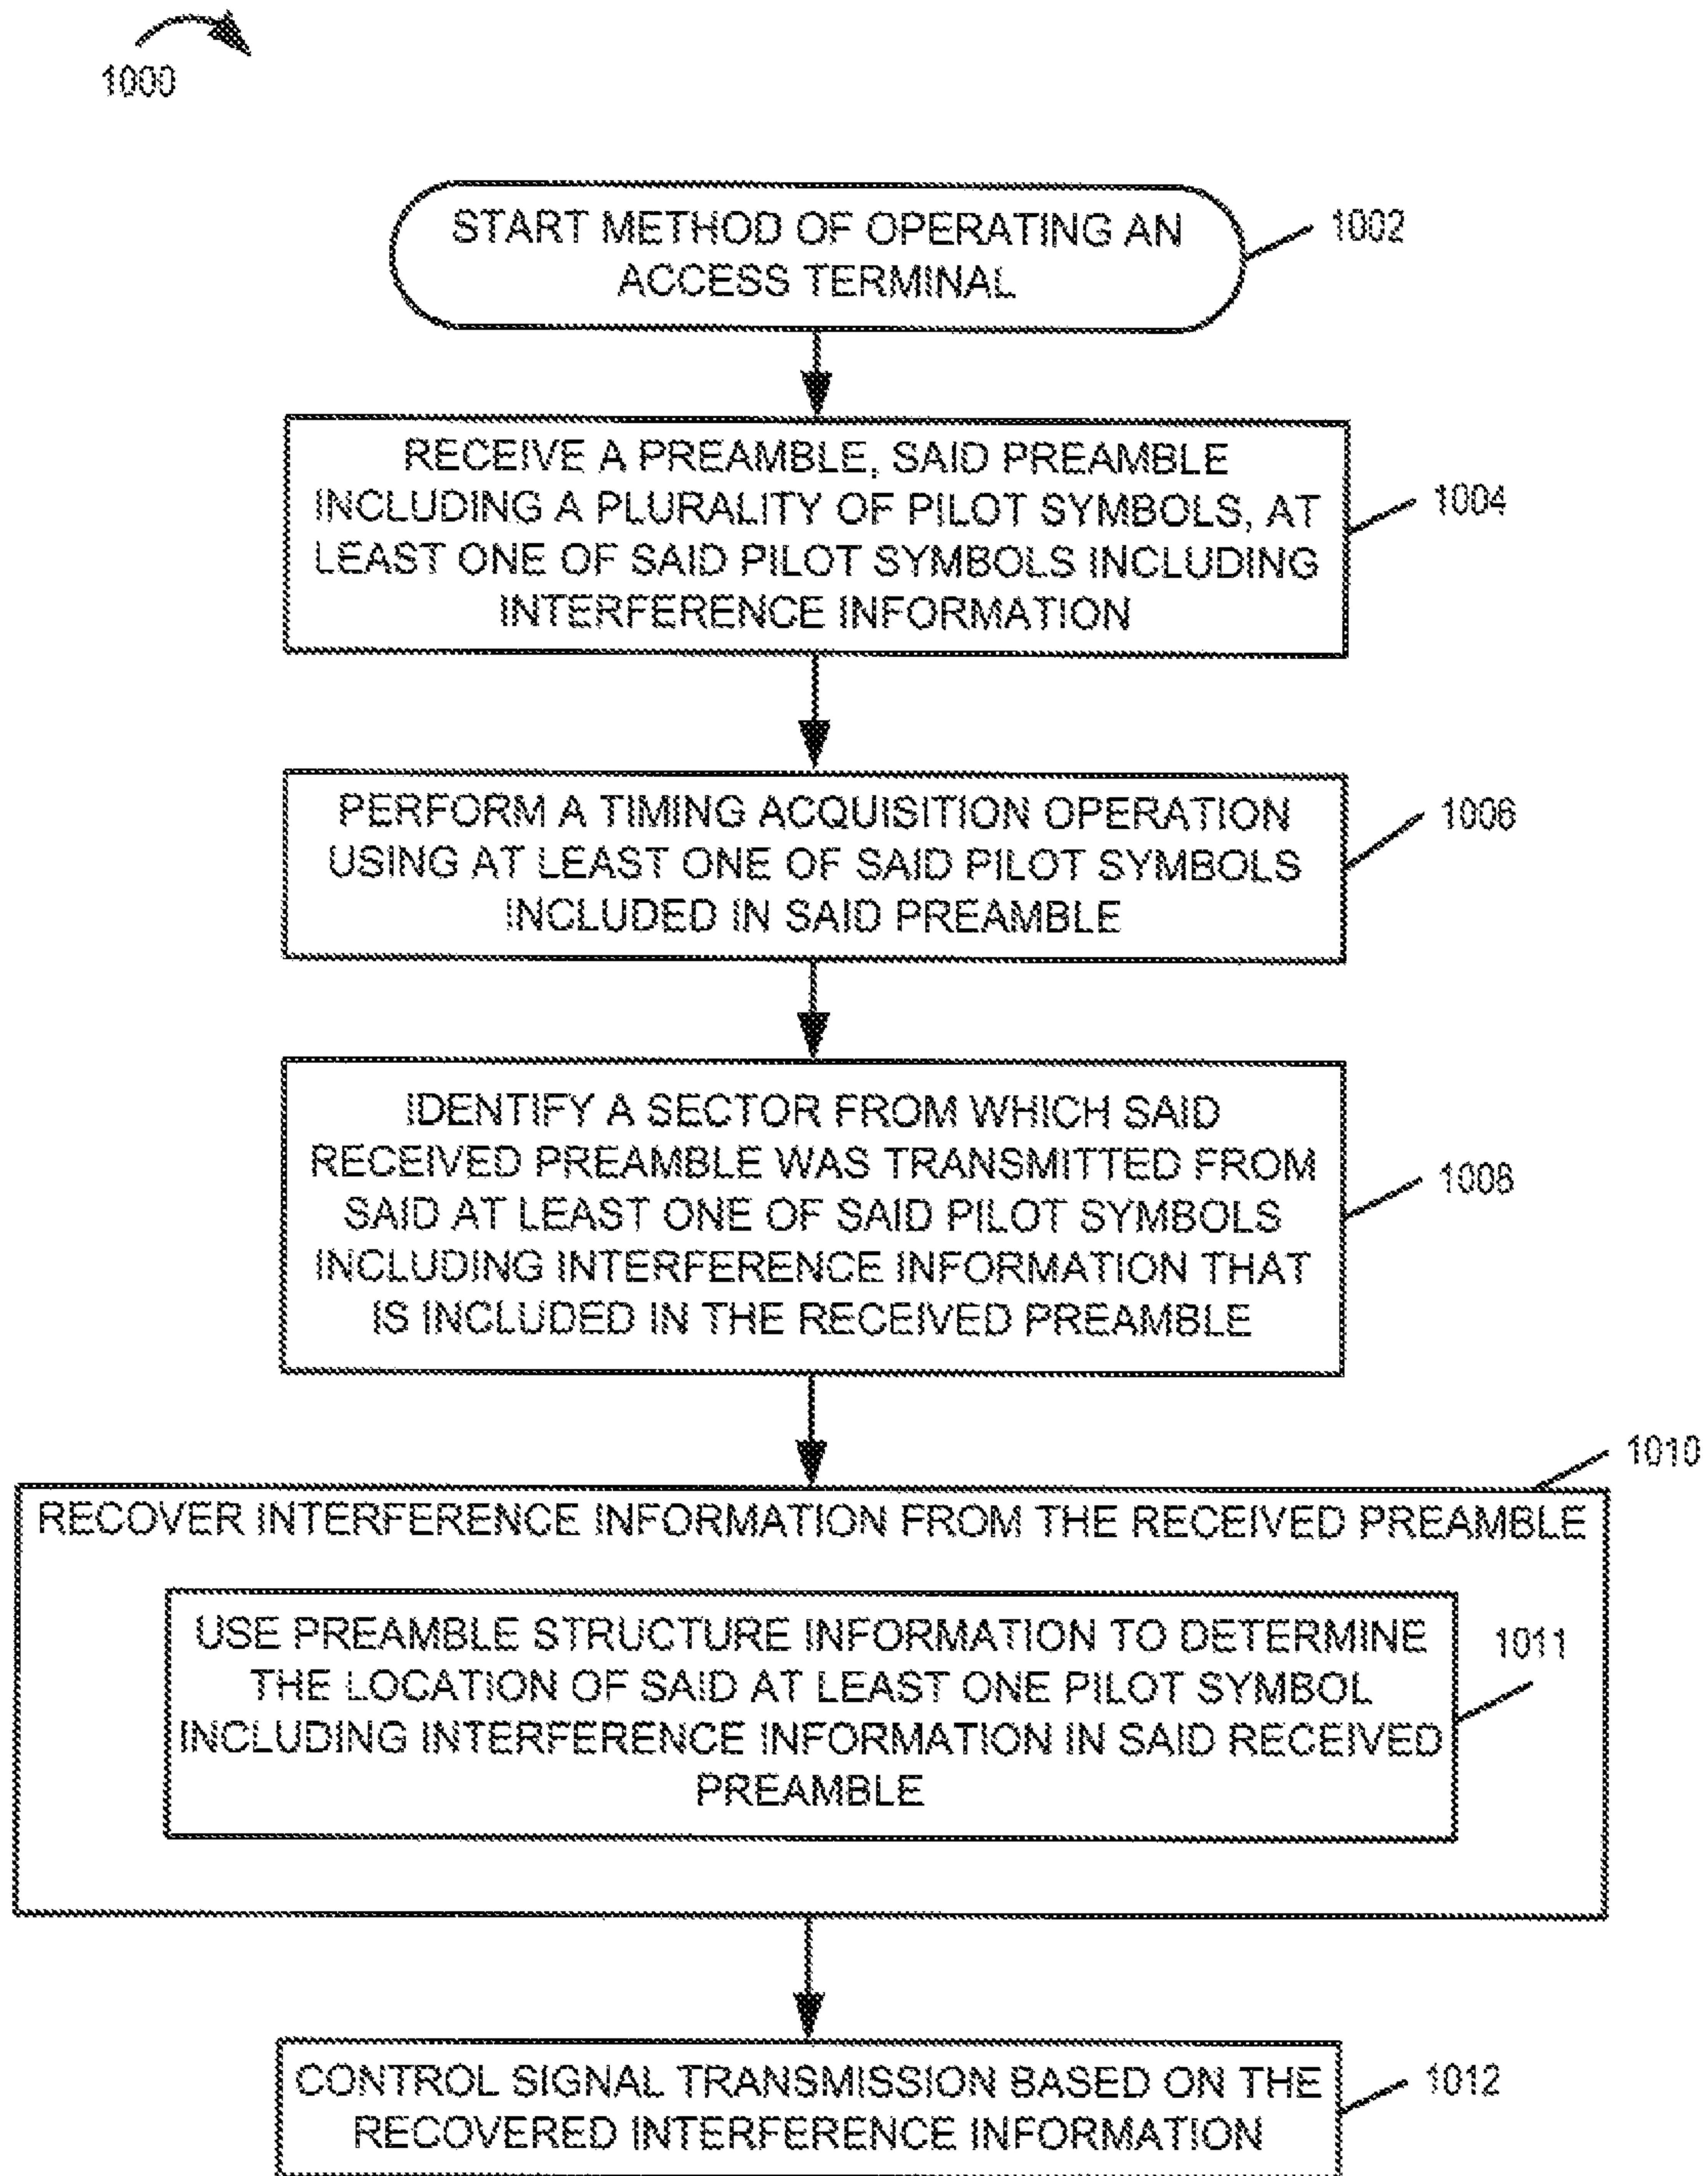 1000
START METHOD OF OPERATING AN
ACCESS TERMINAL
1002
RECEIVE A PREAMBLE, SAID PREAMBLE
INCLUDING A PLURALITY OF PILOT SYMBOLS, AT
LEAST ONE OF SAID PILOT SYMBOLS INCLUDING
INTERFERENCE INFORMATION
1004
PERFORM A TIMING ACQUISITION OPERATION
USING AT LEAST ONE OF SAID PILOT SYMBOLS
INCLUDED IN SAID PREAMBLE
1006
IDENTIFY A SECTOR FROM WHICH SAID
RECEIVED PREAMBLE WAS TRANSMITTED FROM
SAID AT LEAST ONE OF SAID PILOT SYMBOLS
INCLUDING INTERFERENCE INFORMATION THAT
IS INCLUDED IN THE RECEIVED PREAMBLE
1008
1010
RECOVER INTERFERENCE INFORMATION FROM THE RECEIVED PREAMBLE
USE PREAMBLE STRUCTURE INFORMATION TO DETERMINE
THE LOCATION OF SAID AT LEAST ONE PILOT SYMBOL
INCLUDING INTERFERENCE INFORMATION IN SAID RECEIVED
PREAMBLE
1011
CONTROL SIGNAL TRANSMISSION BASED ON THE
RECOVERED INTERFERENCE INFORMATION
1012